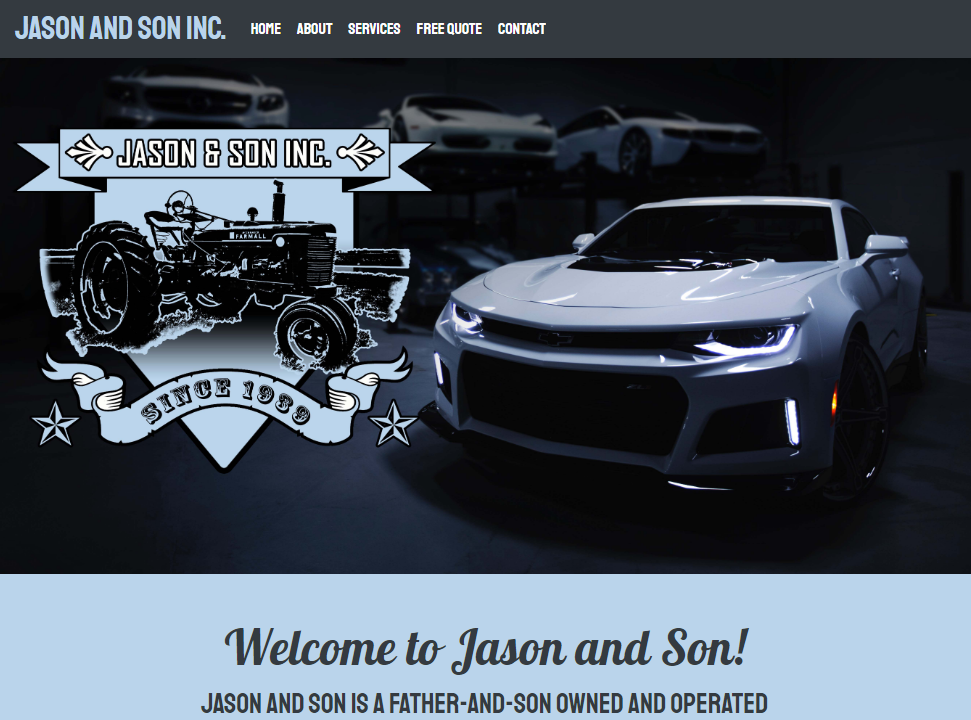 JASON AND SON INC.
HOME ABOUT SERVICES FREE QUOTE CONTACT
JASON & SON INC.
FARMALL
SINCE 1939
Welcome to Jason and Son!
JASON AND SON IS A FATHER-AND-SON OWNED AND OPERATED